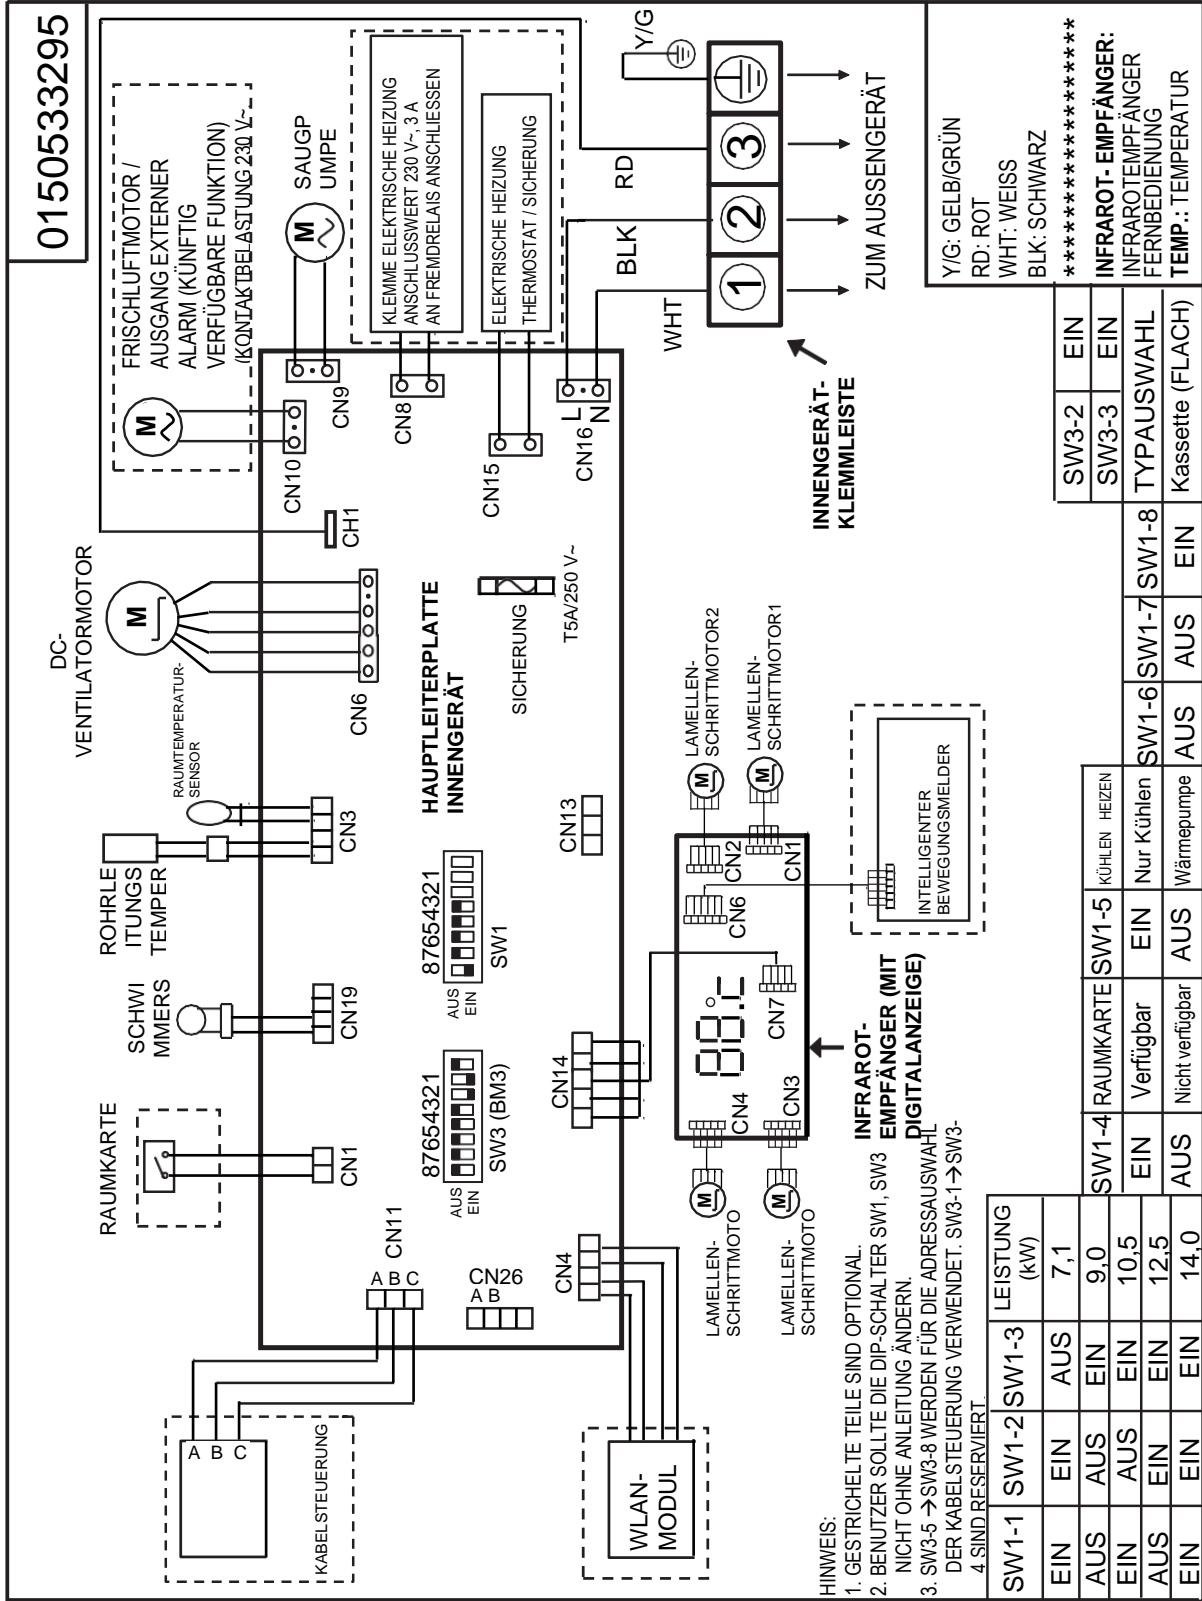 0150533295
FRISCHLUFTMOTOR /
AUSGANG EXTERNER
ALARM (KÜNFTIG
VERFÜGBARE FUNKTION)
(KONTAKTBELASTUNG 230 V~
M
SAUGP
UMPE
M
KLEMME ELEKTRISCHE HEIZUNG
ANSCHLUSSWERT 230 V~, 3 A
AN FREMDRELAIS ANSCHLIESSEN
ELEKTRISCHE HEIZUNG
THERMOSTAT / SICHERUNG
DC-
VENTILATORMOTOR
M
RAUMTEMPERATUR-
SENSOR
ROHRLE
ITUNGS
TEMPER
SCHWI
MMERS
RAUMKARTE
CN10
CN9
CH1
CN6
CN3
CN19
CN1
CN8
CN15
L
N
CN16
HAUPTLEITERPLATTE
INNENGERÄT
SICHERUNG
T5A/250 V~
87654321
AUS
EIN
SW1
87654321
AUS
EIN
SW3 (BM3)
CN11
A B C
CN26
A B
CN4
CN14
CN13
A B C
KABELSTEUERUNG
WLAN-
MODUL
Y/G
RD
BLK
WHT
1
2
3
ZUM AUSSENGERÄT
INNENGERÄT-
KLEMMLEISTE
LAMELLEN-
SCHRITTMOTOR2
M
LAMELLEN-
SCHRITTMOTOR1
M
CN2
CN1
CN6
CN7
CN4
CN3
INTELLIGENTER
BEWEGUNGSMELDER
INFRAROT-
EMPFÄNGER (MIT
DIGITALANZEIGE)
M
LAMELLEN-
SCHRITTMOTO
M
LAMELLEN-
SCHRITTMOTO
HINWEIS:
1. GESTRICHELTE TEILE SIND OPTIONAL.
2. BENUTZER SOLLTE DIE DIP-SCHALTER SW1, SW3
NICHT OHNE ANLEITUNG ÄNDERN.
3. SW3-5 →SW3-8 WERDEN FÜR DIE ADRESSAUSWAHL
DER KABELSTEUERUNG VERWENDET. SW3-1→SW3-
4 SIND RESERVIERT.
Y/G: GELB/GRÜN
RD: ROT
WHT: WEISS
BLK: SCHWARZ
**************************
INFRAROT- EMPFÄNGER:
INFRAROTEMPFÄNGER
FERNBEDIENUNG
TEMP.: TEMPERATUR
SW1-1 SW1-2 SW1-3 LEISTUNG (kW)
EIN EIN AUS 7,1
AUS AUS EIN 9,0
EIN AUS EIN 10,5
AUS EIN EIN 12,5
EIN EIN EIN 14,0
SW1-4 RAUMKARTE
EIN Verfügbar
AUS Nicht verfügbar
SW1-5 KÜHLEN HEIZEN
EIN Nur Kühlen
AUS Wärmepumpe
SW3-2 EIN
SW3-3 EIN
SW1-6 SW1-7 SW1-8 TYPAUSWAHL
AUS AUS EIN Kassette (FLACH)